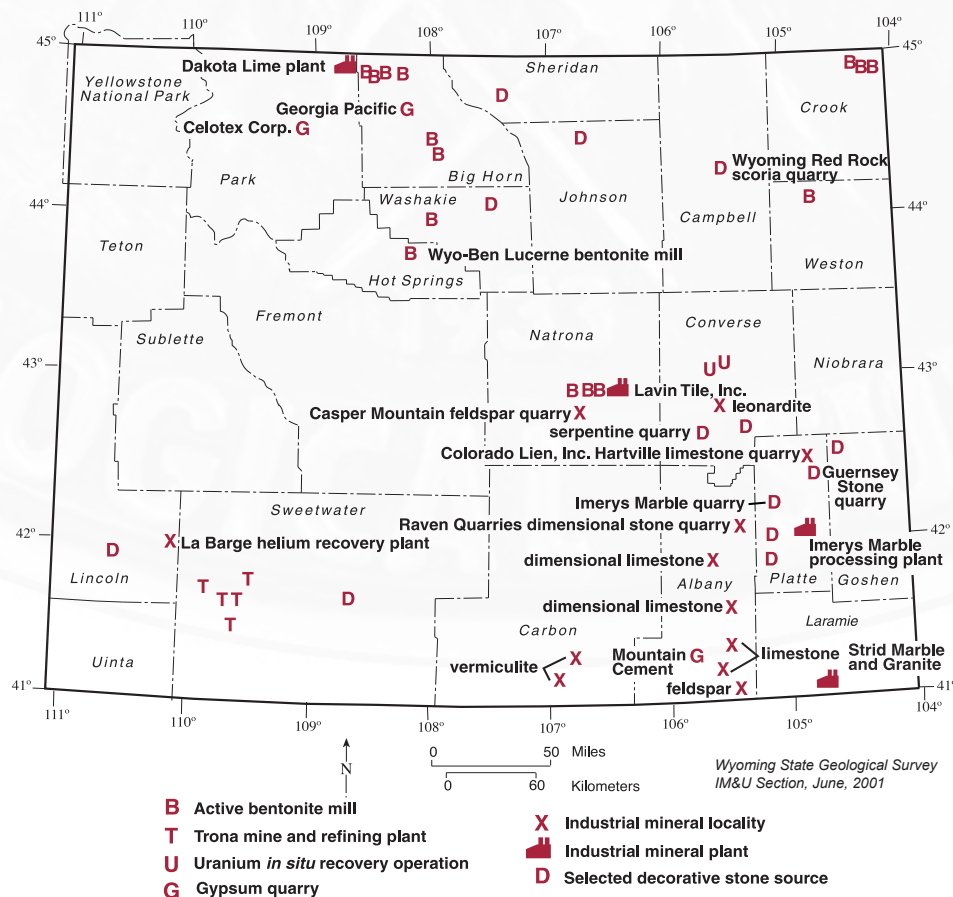 111° 110° 109° 108° 107° 106° 105° 104°
45° 45°
Dakota Lime plant
B B B B
Sheridan
B B B
Yellowstone
National Park
Crook
D
Georgia Pacific G
Celotex Corp. G
B
B
D
Wyoming Red Rock
D scoria quarry
Park
Big Horn
Washakie
D
Johnson
B
44° 44°
B
Campbell
Teton
B Wyo-Ben Lucerne bentonite mill
Weston
Hot Springs
Fremont
Natrona
Converse
Sublette
43° 43°
U U
Niobrara
B B B Lavin Tile, Inc.
Casper Mountain feldspar quarry X
X leonardite
serpentine quarry D
D
Colorado Lien, Inc. Hartville limestone quarry X
D
D Guernsey
Stone
quarry
Imerys Marble quarry D
Sweetwater
Raven Quarries dimensional stone quarry X
42° 42°
D
X La Barge helium recovery plant
D
Imerys Marble
processing plant
dimensional limestone X
D
Lincoln
Albany
Platte Goshen
T T
T T
T
D
dimensional limestone X
Carbon
Laramie
Uinta
vermiculite X
X
Mountain G
Cement
X
X
limestone
Strid Marble
and Granite
feldspar X
41° 41°
111° 110° 109° 108° 107° 106° 105° 104°
0 50 Miles
0 60 Kilometers
N
Wyoming State Geological Survey
IM&U Section, June, 2001
B Active bentonite mill
T Trona mine and refining plant
U Uranium in situ recovery operation
G Gypsum quarry
X Industrial mineral locality
Industrial mineral plant
D Selected decorative stone source